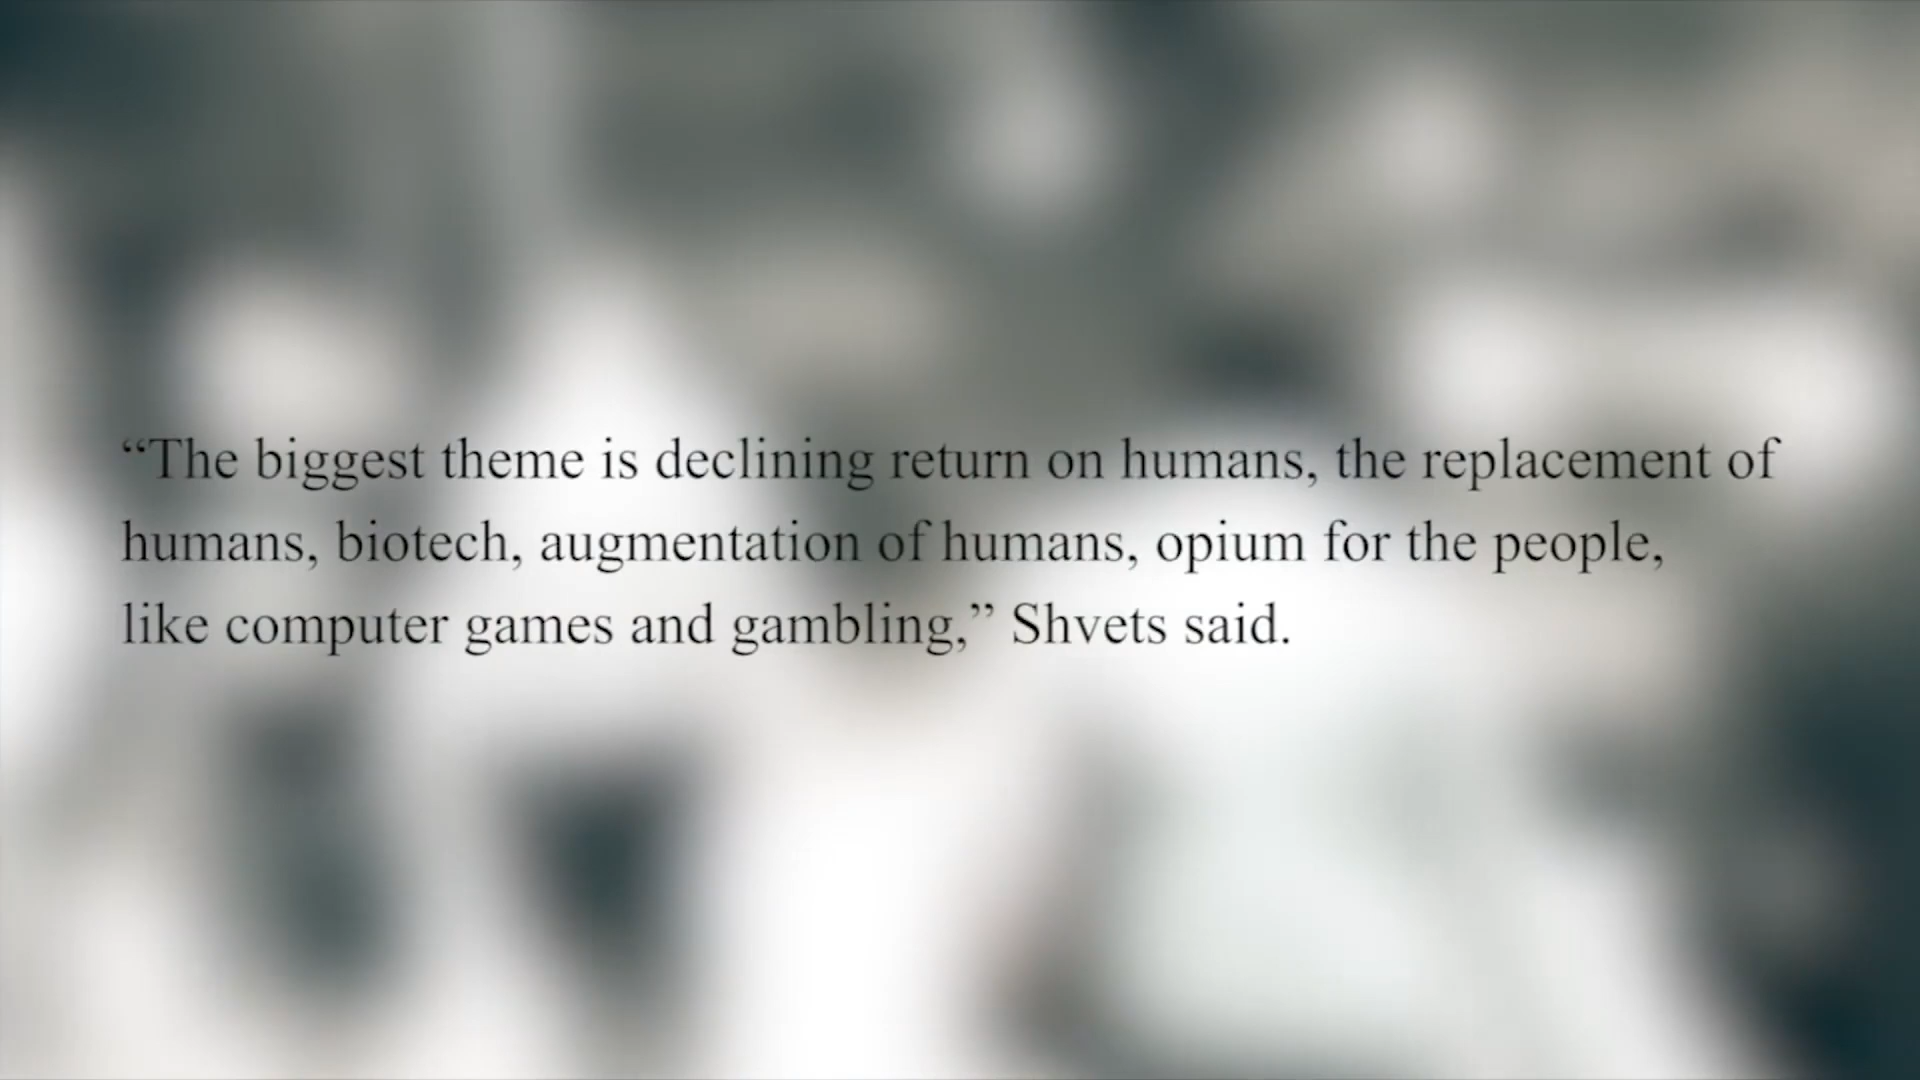 “The biggest theme is declining return on humans, the replacement of
humans, biotech, augmentation of humans, opium for the people,
like computer games and gambling,” Shvets said.